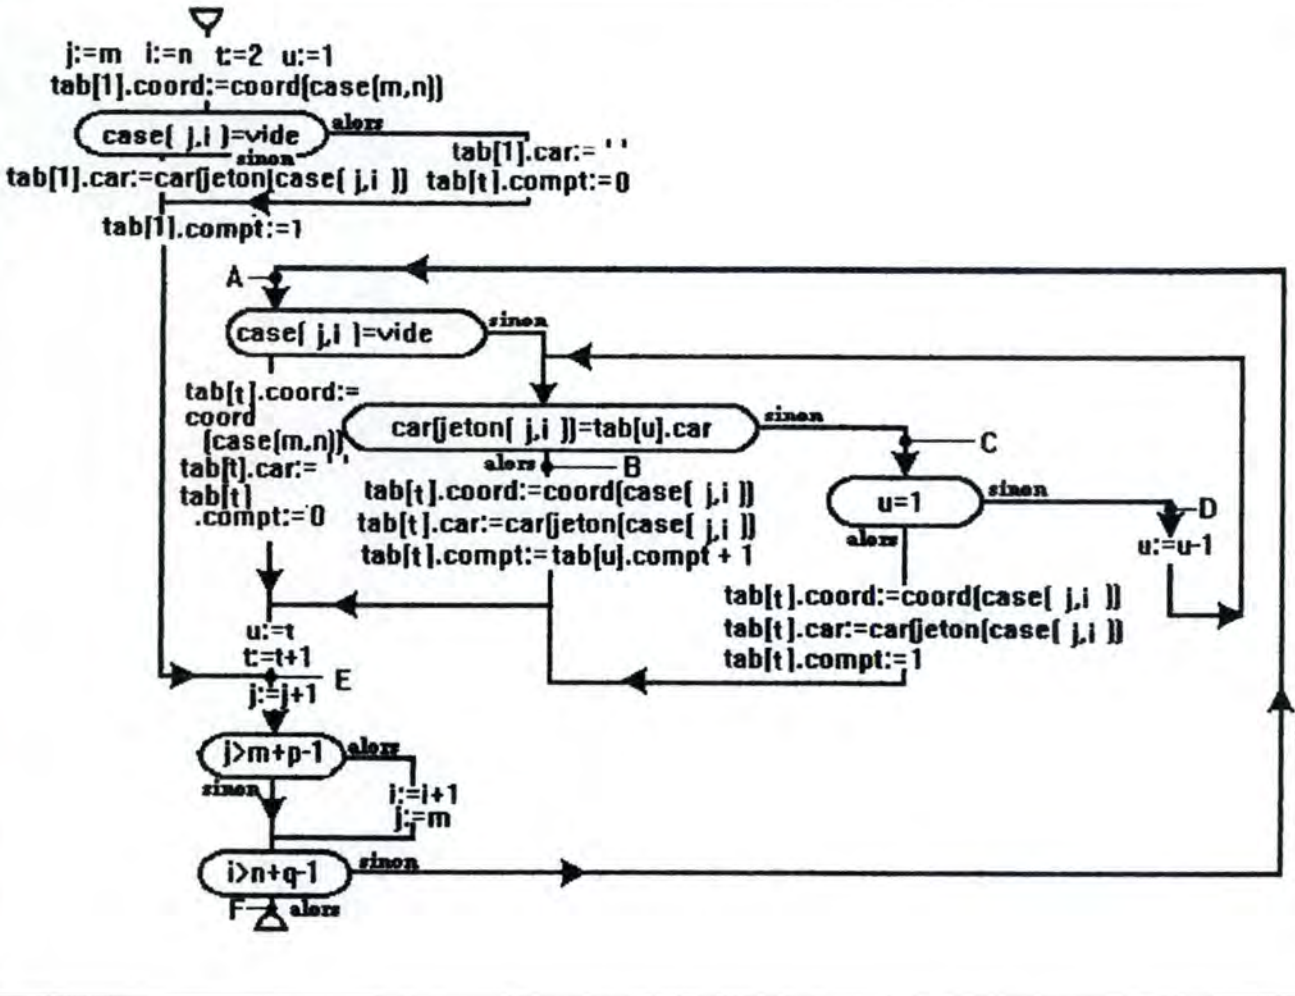 j:=m i:=n t:=2 u:=1
tab[1].coord:=coord(case(m,n))
case( j,i )=vide
alors
sinon
tab[1].car:= ' '
tab[1].car:=car(jeton(case( j,i )) tab[t].compt:=0
tab[1].compt:=1
A
case( j,i )=vide
sinon
tab[t].coord:=
coord
(case(m,n))
tab[t].car:= ' '
tab[t]
.compt:=0
car(jeton( j,i ))=tab[u].car
sinon
C
alors
B
tab[t].coord:=coord(case( j,i ))
tab[t].car:=car(jeton(case( j,i ))
tab[t].compt:=tab[u].compt + 1
u=1
sinon
alors
D
u:=u-1
tab[t].coord:=coord(case( j,i ))
tab[t].car:=car(jeton(case( j,i ))
tab[t].compt:=1
u:=t
t:=t+1
E
j:=j+1
j>m+p-1
alors
sinon
i:=i+1
j:=m
i>n+q-1
sinon
F
alors